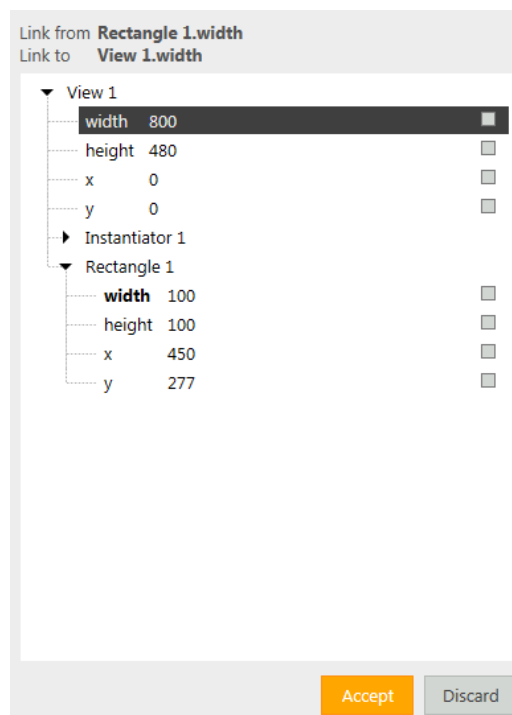 Link from Rectangle 1.width
Link to View 1.width
View 1
width 800
height 480
x 0
y 0
Instantiator 1
Rectangle 1
width 100
height 100
x 450
y 277
Accept Discard